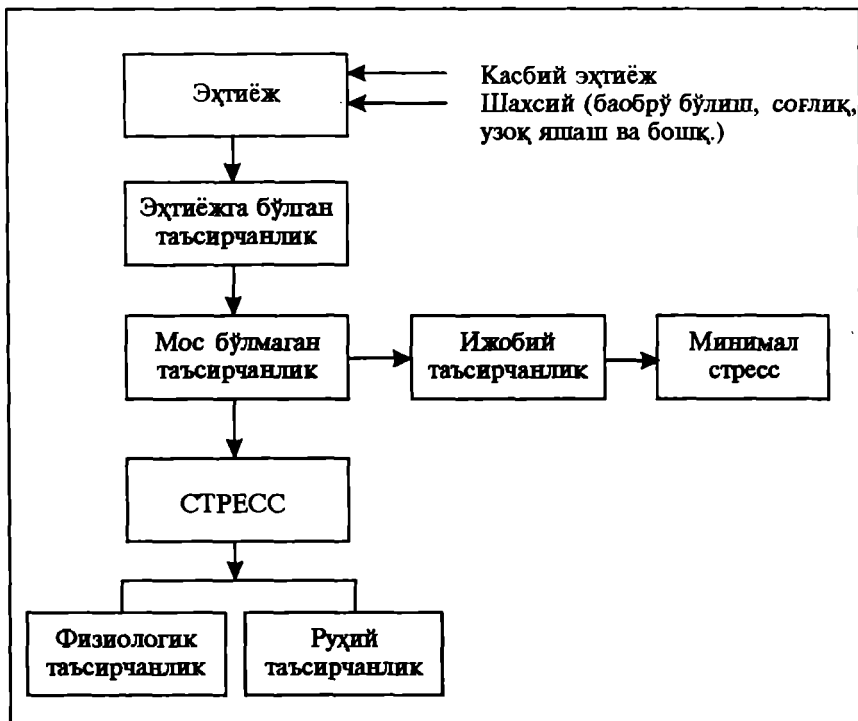 Эҳтиёж
Касбий эҳтиёж
Шахсий (баобрў бўлиш, соғлиқ,
узоқ яшаш ва бошқ.)
Эҳтиёжга бўлган
таъсирчанлик
Мос бўлмаган
таъсирчанлик
Ижобий
таъсирчанлик
Минимал
стресс
СТРЕСС
Физиологик
таъсирчанлик
Руҳий
таъсирчанлик